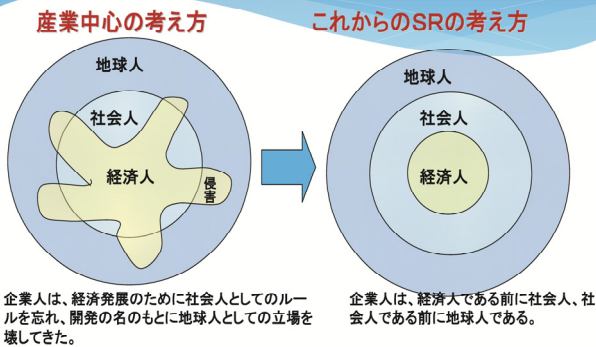 産業中心の考え方
これからのSRの考え方
地球人
社会人
経済人
侵害
地球人
社会人
経済人
企業人は、経済発展のために社会人としてのルー
ルを忘れ、開発の名のもとに地球人としての立場を
壊してきた。
企業人は、経済人である前に社会人、社
会人である前に地球人である。